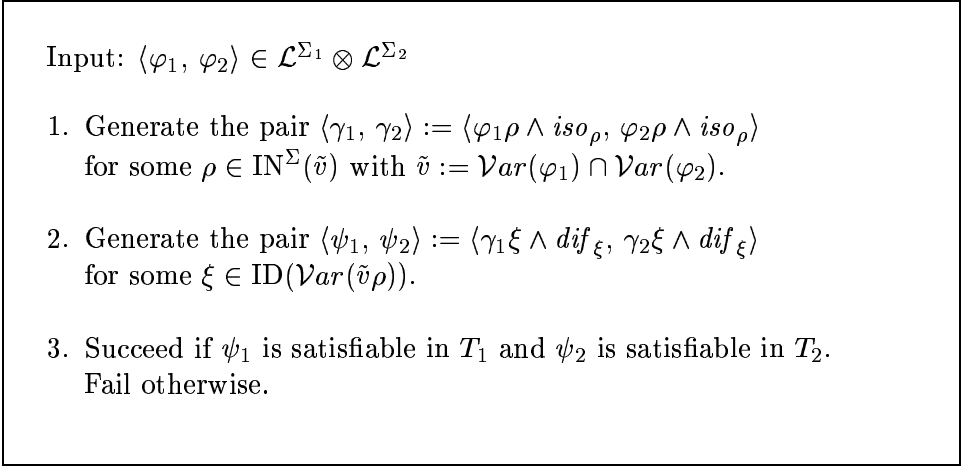 Input: ⟨φ₁, φ₂⟩ ∈ 𝓛^Σ₁ ⊗ 𝓛^Σ₂
1. Generate the pair ⟨γ₁, γ₂⟩ := ⟨φ₁ρ ∧ iso_ρ, φ₂ρ ∧ iso_ρ⟩
for some ρ ∈ IN^Σ(ṽ) with ṽ := 𝒱ar(φ₁) ∩ 𝒱ar(φ₂).
2. Generate the pair ⟨ψ₁, ψ₂⟩ := ⟨γ₁ξ ∧ dif_ξ, γ₂ξ ∧ dif_ξ⟩
for some ξ ∈ ID(𝒱ar(ṽρ)).
3. Succeed if ψ₁ is satisfiable in T₁ and ψ₂ is satisfiable in T₂.
Fail otherwise.